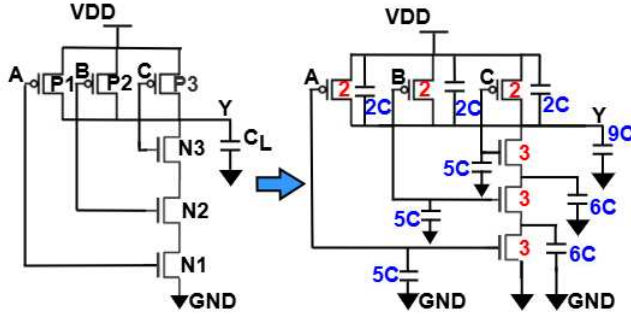 VDD
A P1 B P2 C P3
Y
N3 CL
N2
N1
GND
VDD
A 2 2C B 2 2C C 2 2C
Y
9C
5C 3
5C 3 6C
5C 3 6C
GND GND